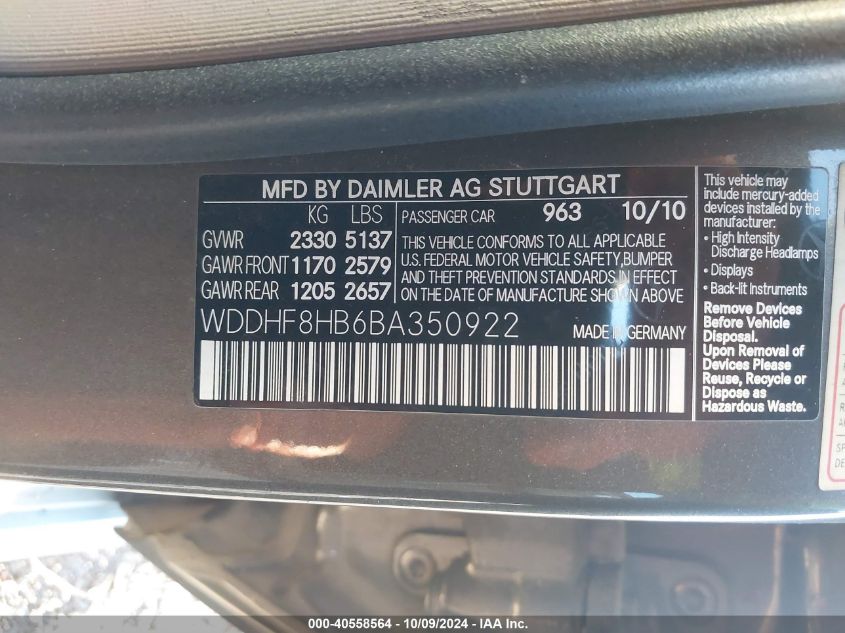 MFD BY DAIMLER AG STUTTGART
KG LBS
GVWR 2330 5137
GAWR FRONT 1170 2579
GAWR REAR 1205 2657
PASSENGER CAR 963 10/10
THIS VEHICLE CONFORMS TO ALL APPLICABLE
U.S. FEDERAL MOTOR VEHICLE SAFETY,BUMPER
AND THEFT PREVENTION STANDARDS IN EFFECT
ON THE DATE OF MANUFACTURE SHOWN ABOVE
WDDHF8HB6BA350922
MADE IN GERMANY
This vehicle may
include mercury-added
devices installed by the
manufacturer:
• High Intensity
Discharge Headlamps
• Displays
• Back-lit Instruments
Remove Devices
Before Vehicle
Disposal.
Upon Removal of
Devices Please
Reuse, Recycle or
Dispose as
Hazardous Waste.
000-40558564 - 10/09/2024 - IAA Inc.